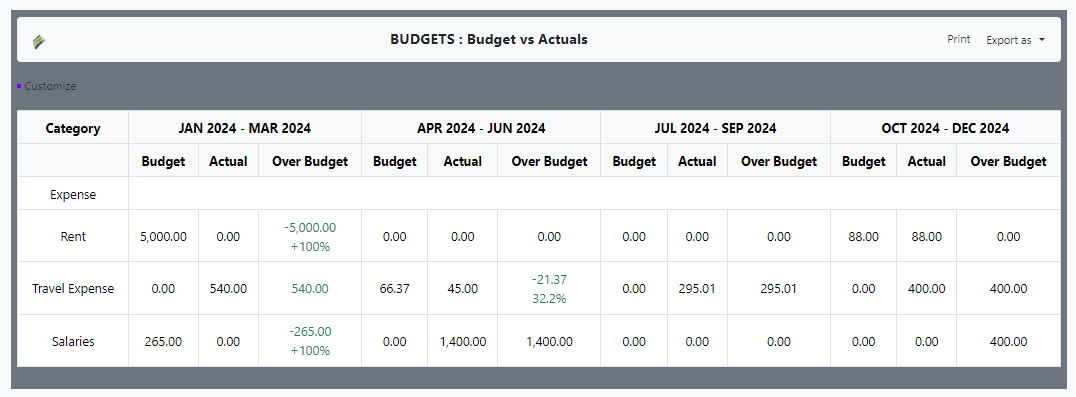 BUDGETS : Budget vs Actuals
Print Export as
Customize
Category JAN 2024 - MAR 2024 APR 2024 - JUN 2024 JUL 2024 - SEP 2024 OCT 2024 - DEC 2024
Budget Actual Over Budget Budget Actual Over Budget Budget Actual Over Budget Budget Actual Over Budget
Expense
Rent 5,000.00 0.00 -5,000.00 +100% 0.00 0.00 0.00 0.00 0.00 0.00 88.00 88.00 0.00
Travel Expense 0.00 540.00 540.00 66.37 45.00 -21.37 32.2% 0.00 295.01 295.01 0.00 400.00 400.00
Salaries 265.00 0.00 -265.00 +100% 0.00 1,400.00 1,400.00 0.00 0.00 0.00 0.00 0.00 400.00